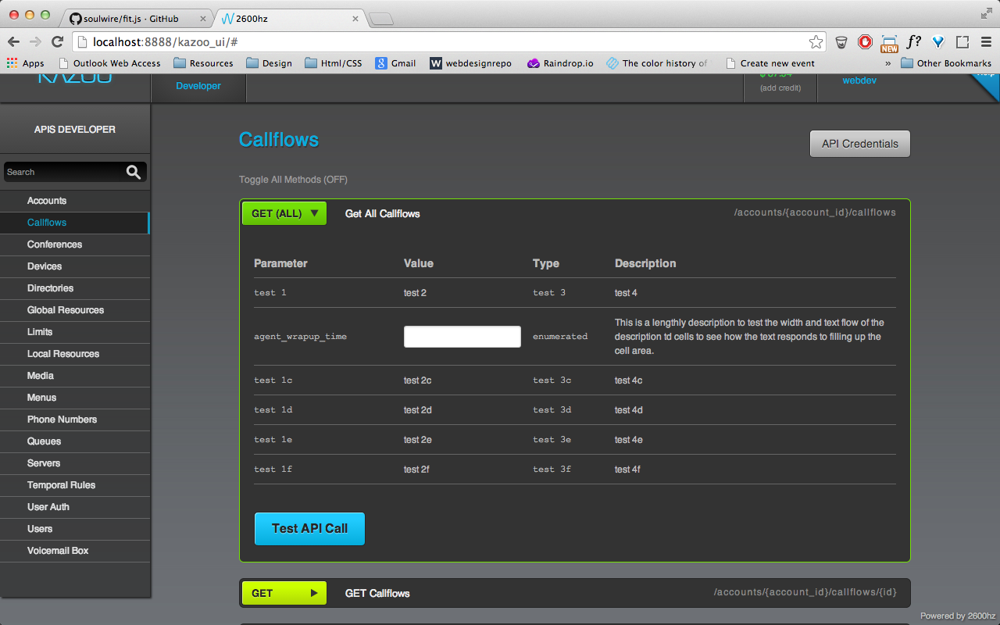 soulwire/fit.js · GitHub
2600hz
localhost:8888/kazoo_ui/#
f?
NEW
Apps
Outlook Web Access
Resources
Design
Html/CSS
Gmail
webdesignrepo
Raindrop.io
The color history of
Create new event
»
Other Bookmarks
KAZOO
Developer
(add credit)
webdev
Help
APIS DEVELOPER
Search
Accounts
Callflows
Conferences
Devices
Directories
Global Resources
Limits
Local Resources
Media
Menus
Phone Numbers
Queues
Servers
Temporal Rules
User Auth
Users
Voicemail Box
Callflows
API Credentials
Toggle All Methods (OFF)
GET (ALL) ▼ Get All Callflows /accounts/{account_id}/callflows
Parameter Value Type Description
test 1 test 2 test 3 test 4
agent_wrapup_time enumerated This is a lengthly description to test the width and text flow of the
description td cells to see how the text responds to filling up the
cell area.
test 1c test 2c test 3c test 4c
test 1d test 2d test 3d test 4d
test 1e test 2e test 3e test 4e
test 1f test 2f test 3f test 4f
Test API Call
GET ► GET Callflows /accounts/{account_id}/callflows/{id}
Powered by 2600hz